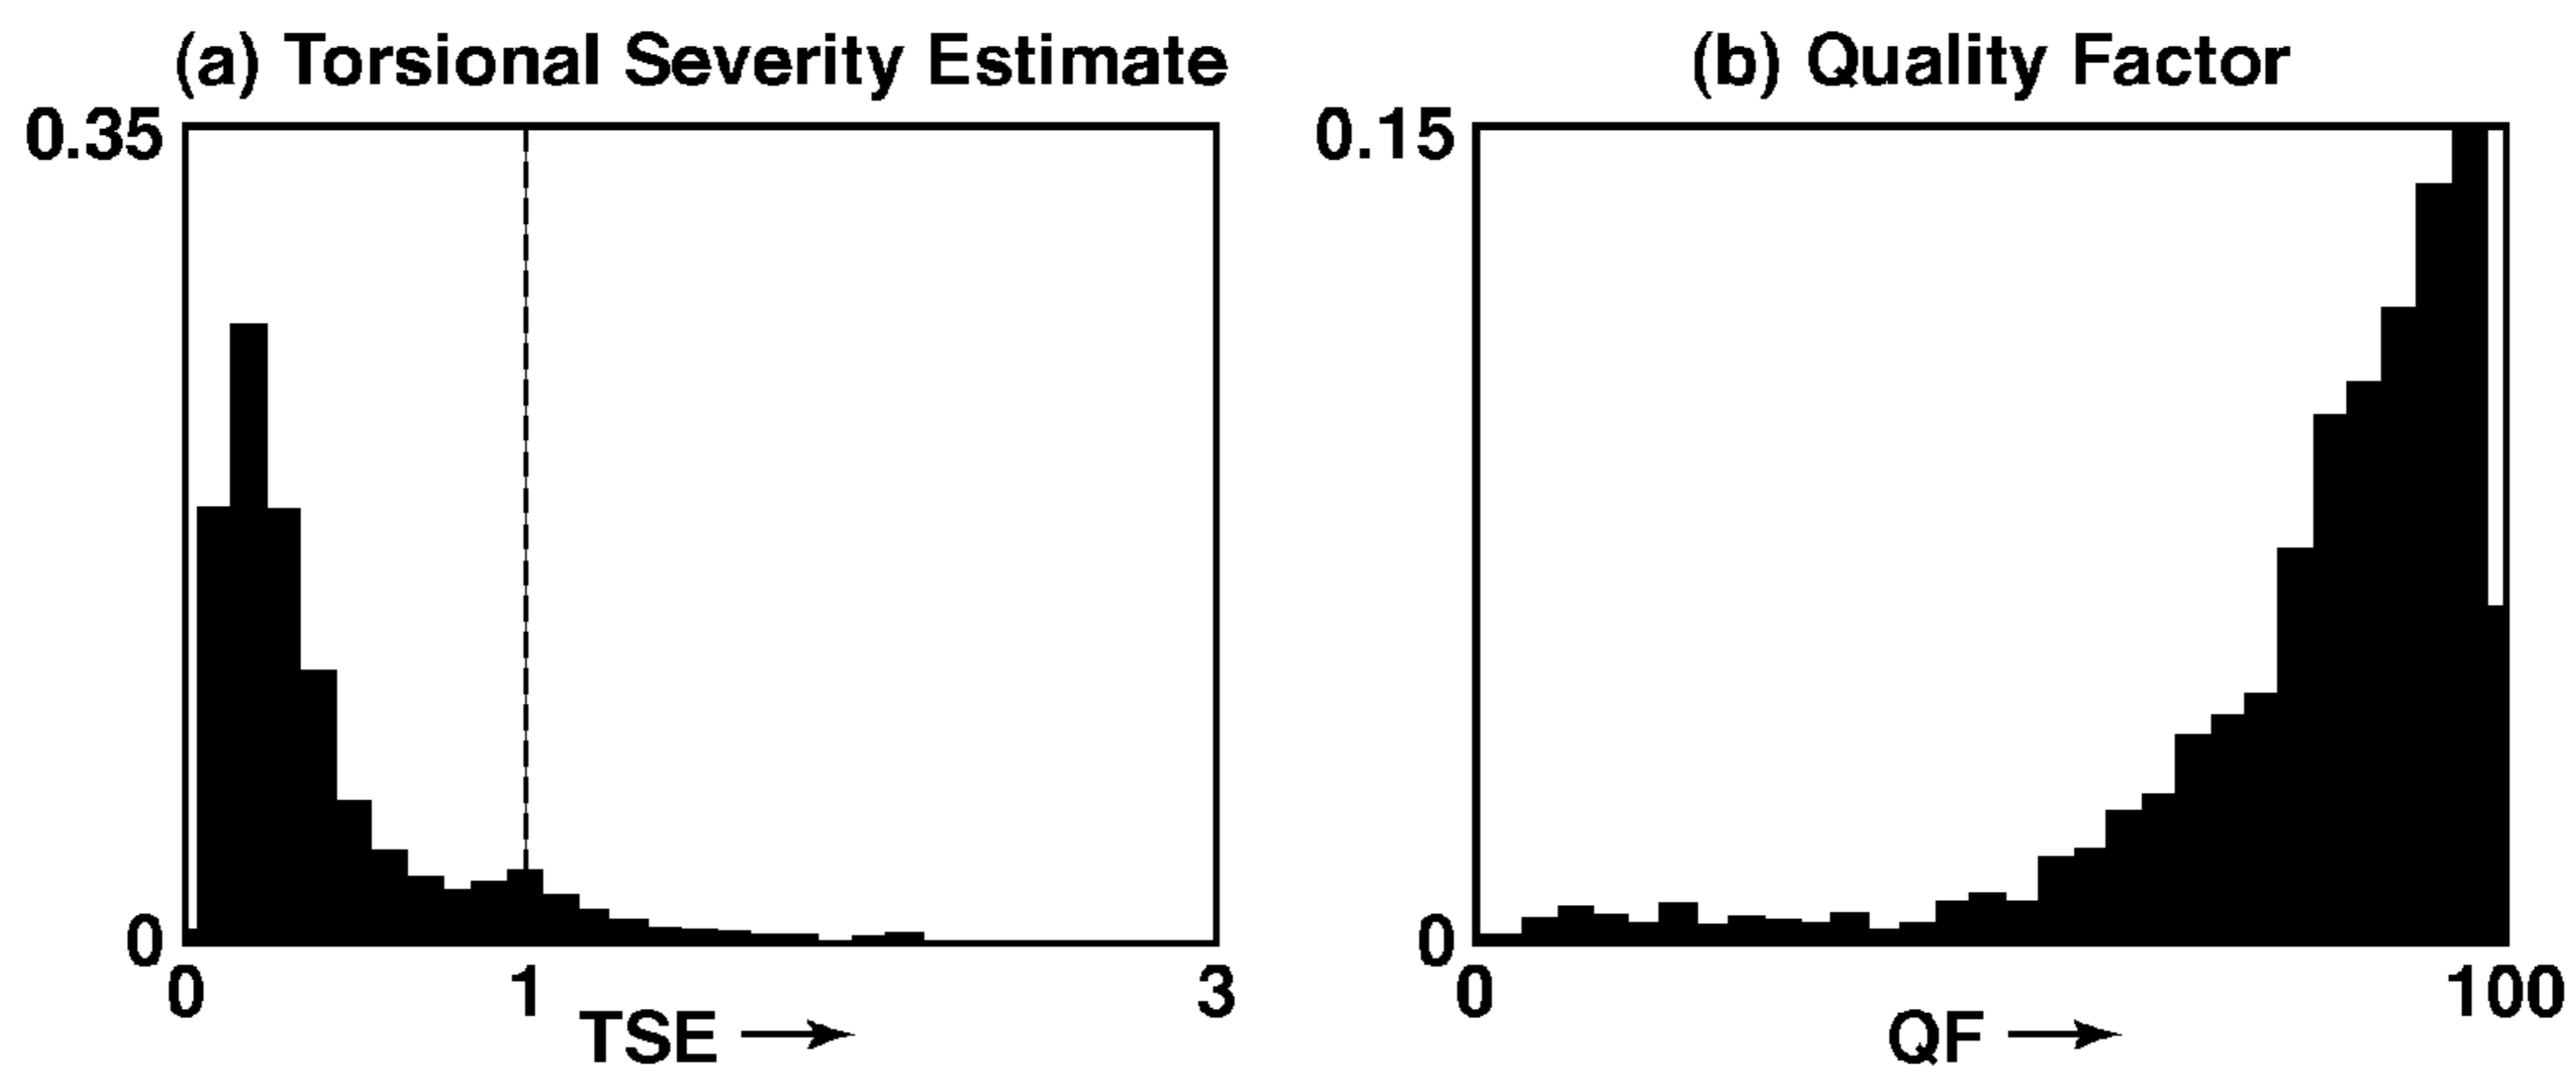 (a) Torsional Severity Estimate
0.35
0
0 1 3
TSE
(b) Quality Factor
0.15
0
0 100
QF